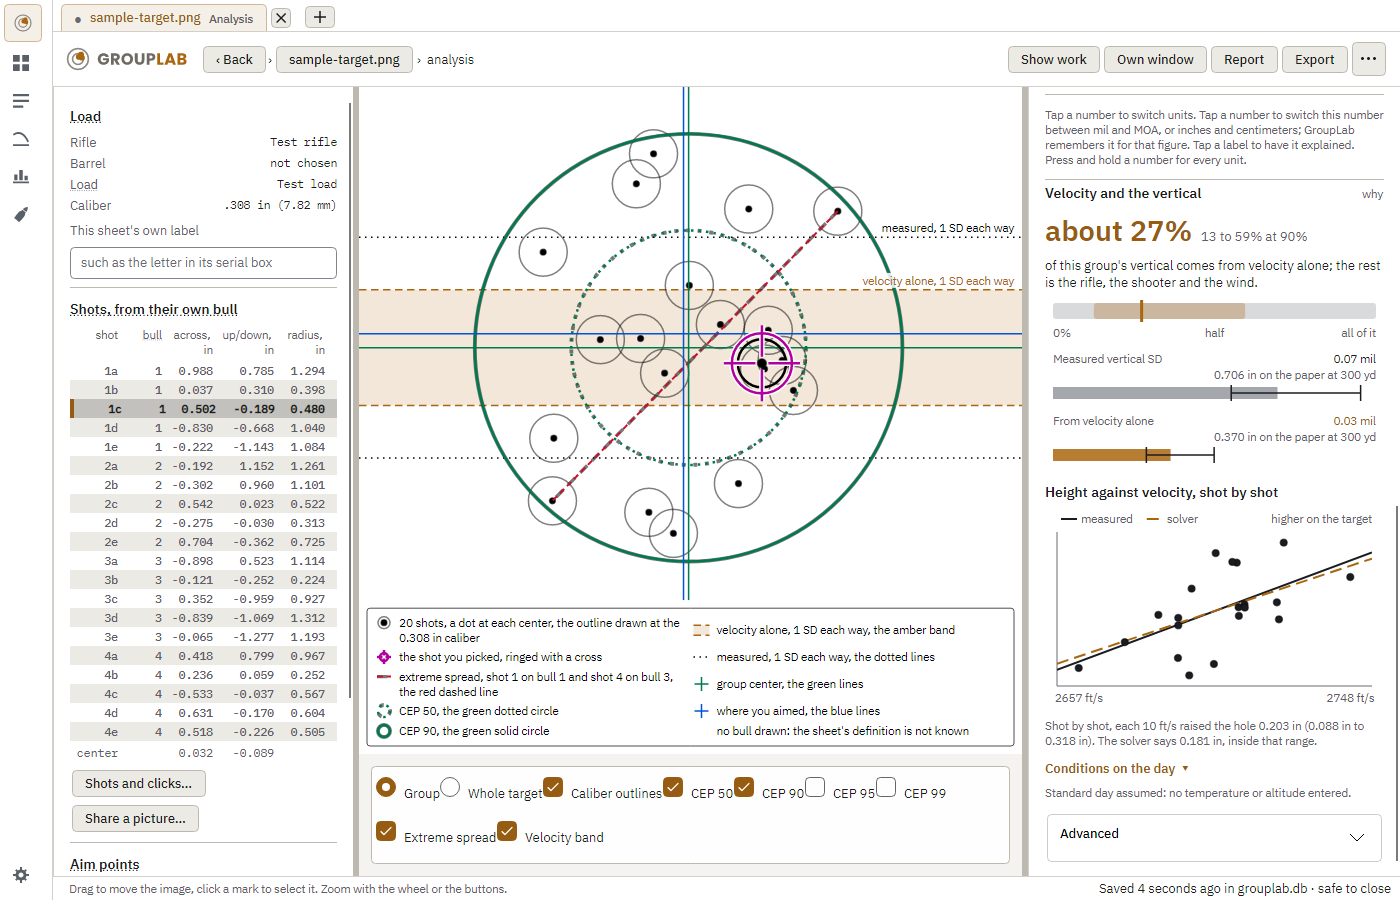 sample-target.png Analysis
GROUPLAB
‹ Back › sample-target.png › analysis
Show work
Own window
Report
Export
Load
Rifle Test rifle
Barrel not chosen
Load Test load
Caliber .308 in (7.82 mm)
This sheet's own label
such as the letter in its serial box
Shots, from their own bull
shot bull across, in up/down, in radius, in
1a 1 0.988 0.785 1.294
1b 1 0.037 0.310 0.398
1c 1 0.502 -0.189 0.480
1d 1 -0.830 -0.668 1.040
1e 1 -0.222 -1.143 1.084
2a 2 -0.192 1.152 1.261
2b 2 -0.302 0.960 1.101
2c 2 0.542 0.023 0.522
2d 2 -0.275 -0.030 0.313
2e 2 0.704 -0.362 0.725
3a 3 -0.898 0.523 1.114
3b 3 -0.121 -0.252 0.224
3c 3 0.352 -0.959 0.927
3d 3 -0.839 -1.069 1.312
3e 3 -0.065 -1.277 1.193
4a 4 0.418 0.799 0.967
4b 4 0.236 0.059 0.252
4c 4 -0.533 -0.037 0.567
4d 4 0.631 -0.170 0.604
4e 4 0.518 -0.226 0.505
center 0.032 -0.089
Shots and clicks...
Share a picture...
Aim points
measured, 1 SD each way
velocity alone, 1 SD each way
20 shots, a dot at each center, the outline drawn at the
0.308 in caliber
the shot you picked, ringed with a cross
extreme spread, shot 1 on bull 1 and shot 4 on bull 3,
the red dashed line
CEP 50, the green dotted circle
CEP 90, the green solid circle
velocity alone, 1 SD each way, the amber band
measured, 1 SD each way, the dotted lines
group center, the green lines
where you aimed, the blue lines
no bull drawn: the sheet's definition is not known
Group
Whole target
Caliber outlines
CEP 50
CEP 90
CEP 95
CEP 99
Extreme spread
Velocity band
Tap a number to switch units. Tap a number to switch this number
between mil and MOA, or inches and centimeters; GroupLab
remembers it for that figure. Tap a label to have it explained.
Press and hold a number for every unit.
Velocity and the vertical why
about 27% 13 to 59% at 90%
of this group's vertical comes from velocity alone; the rest
is the rifle, the shooter and the wind.
0% half all of it
Measured vertical SD 0.07 mil
0.706 in on the paper at 300 yd
From velocity alone 0.03 mil
0.370 in on the paper at 300 yd
Height against velocity, shot by shot
measured solver higher on the target
2657 ft/s 2748 ft/s
Shot by shot, each 10 ft/s raised the hole 0.203 in (0.088 in to
0.318 in). The solver says 0.181 in, inside that range.
Conditions on the day
Standard day assumed: no temperature or altitude entered.
Advanced
Drag to move the image, click a mark to select it. Zoom with the wheel or the buttons.
Saved 4 seconds ago in grouplab.db · safe to close